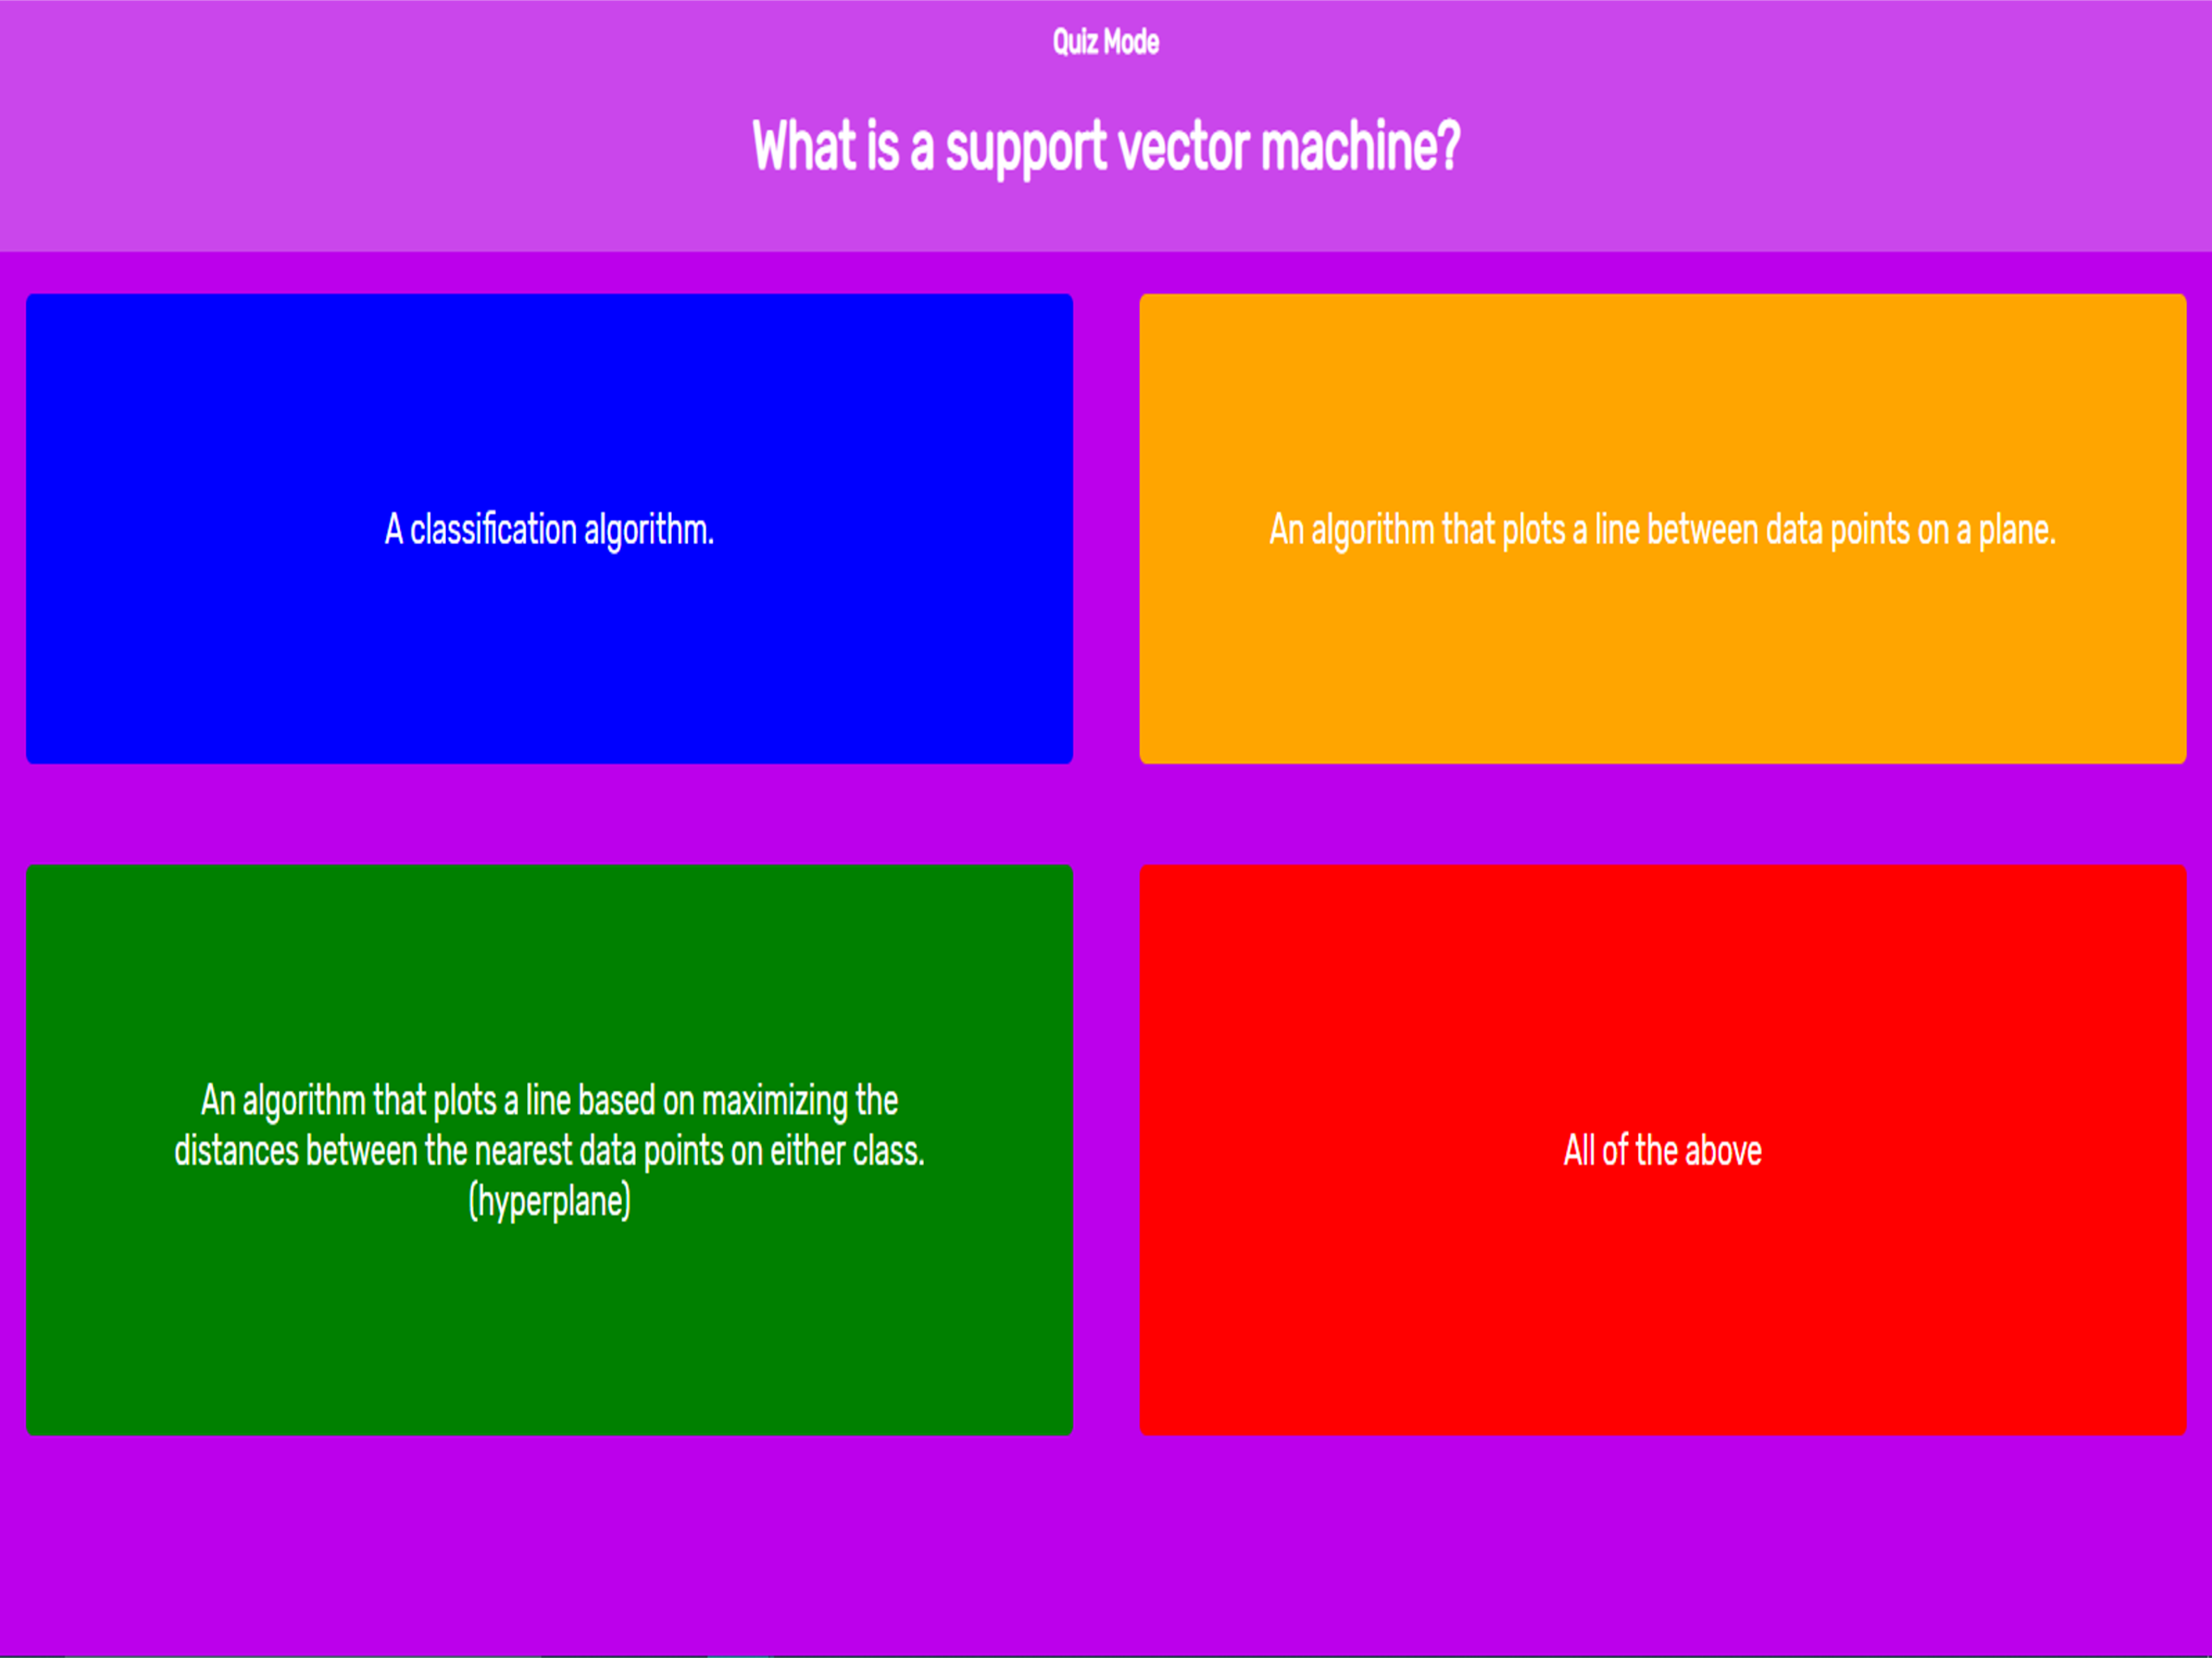 Quiz Mode
What is a support vector machine?
A classification algorithm.
An algorithm that plots a line between data points on a plane.
An algorithm that plots a line based on maximizing the
distances between the nearest data points on either class.
(hyperplane)
All of the above